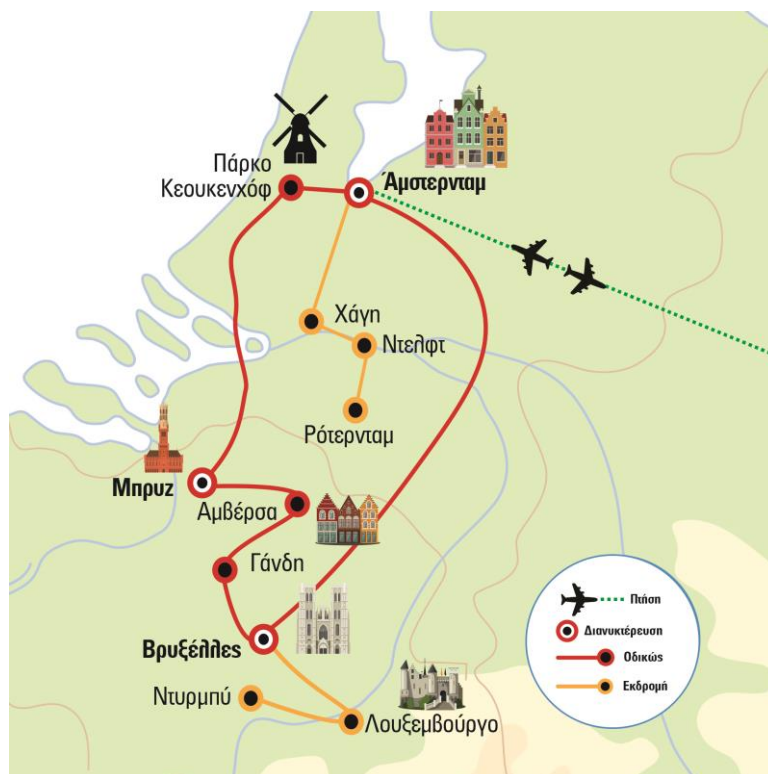 Πάρκο
Κεουκενχόφ
Άμστερνταμ
Χάγη
Ντελφτ
Ρότερνταμ
Μπρυζ
Αμβέρσα
Γάνδη
Βρυξέλλες
Ντυρμπύ
Λουξεμβούργο
Πτήση
Διανυκτέρευση
Οδικώς
Εκδρομή